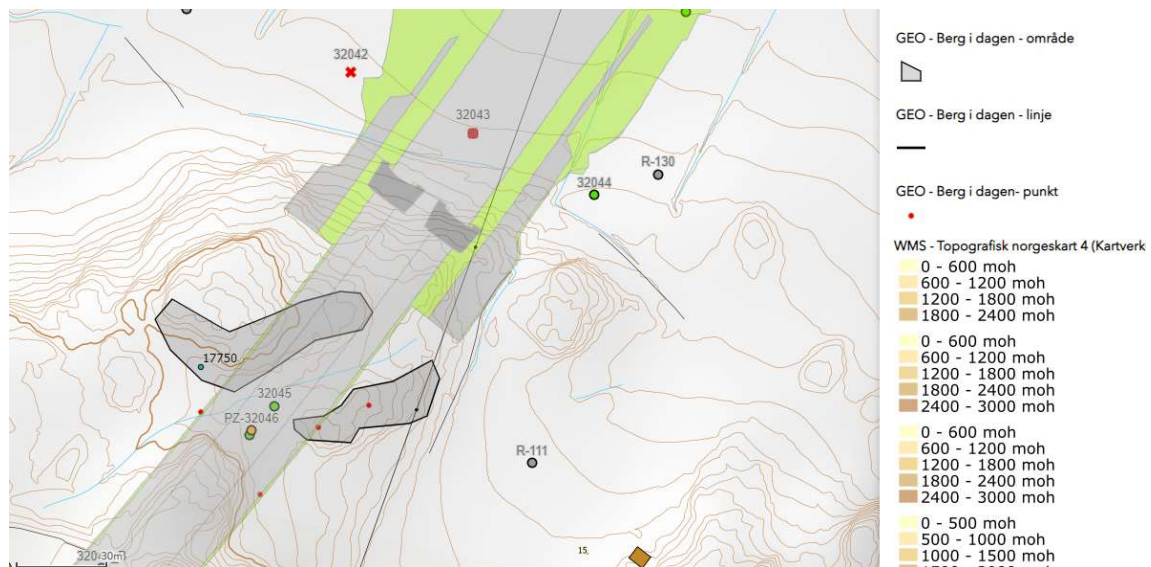 32042
32043
R-130
32044
17750
32045
PZ-32046
R-111
15,
30m
GEO - Berg i dagen - område
GEO - Berg i dagen - linje
GEO - Berg i dagen- punkt
WMS - Topografisk norgeskart 4 (Kartverk
0 - 600 moh
600 - 1200 moh
1200 - 1800 moh
1800 - 2400 moh
0 - 600 moh
600 - 1200 moh
1200 - 1800 moh
1800 - 2400 moh
2400 - 3000 moh
0 - 600 moh
600 - 1200 moh
1200 - 1800 moh
1800 - 2400 moh
2400 - 3000 moh
0 - 500 moh
500 - 1000 moh
1000 - 1500 moh